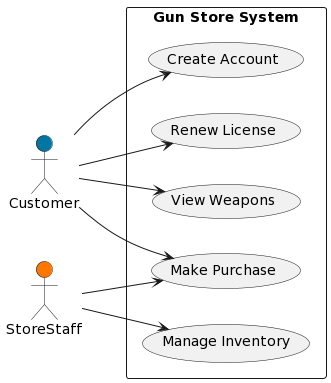 Gun Store System
Create Account
Renew License
View Weapons
Customer
Make Purchase
StoreStaff
Manage Inventory